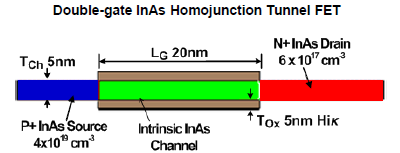 Double-gate InAs Homojunction Tunnel FET
L_G 20nm
N+ InAs Drain
6 x 10^17 cm^-3
T_Ch 5nm
P+ InAs Source
4x10^19 cm^-3
Intrinsic InAs
Channel
T_Ox 5nm Hiκ